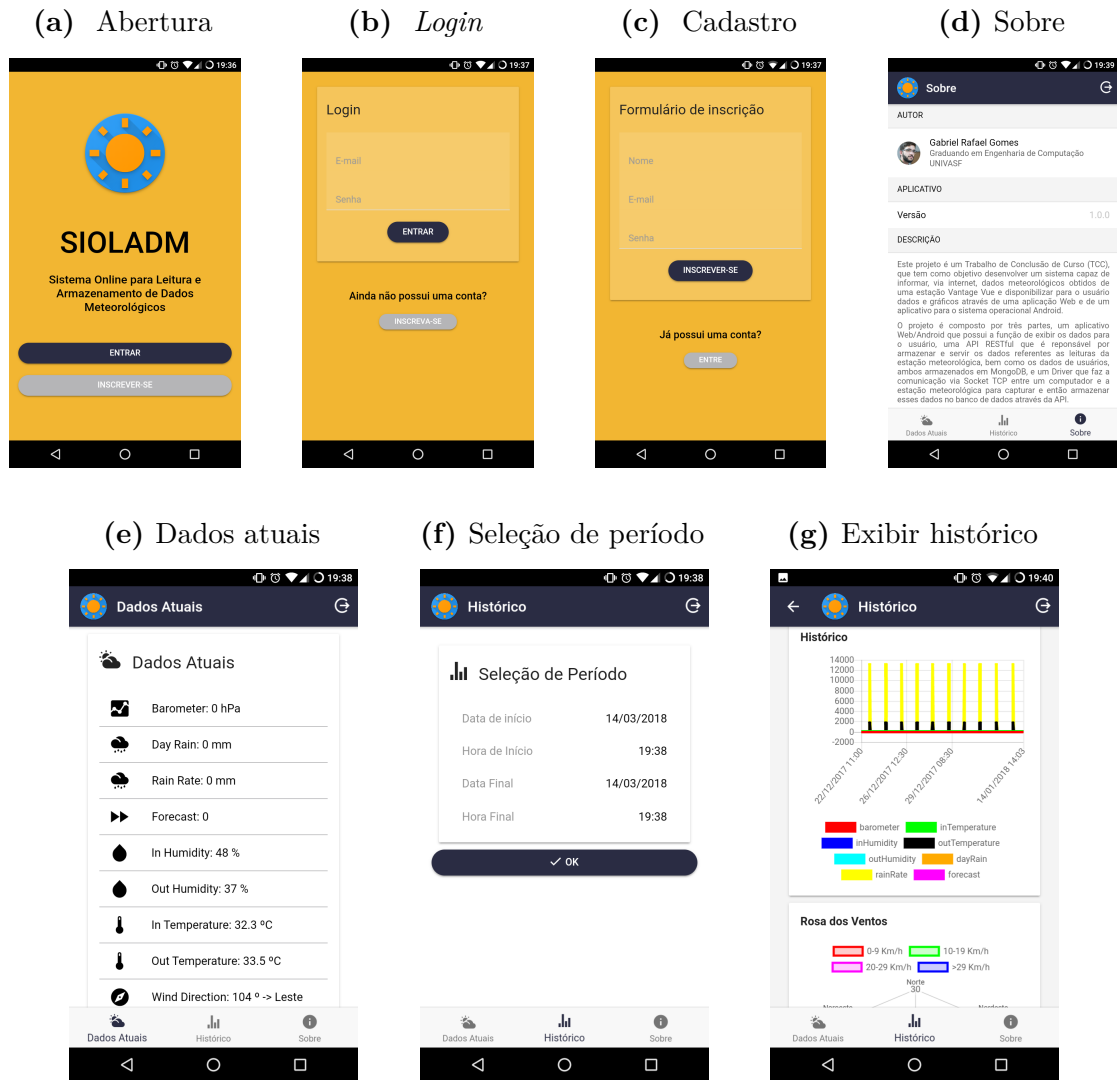 (a) Abertura
(b) Login
(c) Cadastro
(d) Sobre
19:36
SIOLADM
Sistema Online para Leitura e
Armazenamento de Dados
Meteorológicos
ENTRAR
INSCREVER-SE
19:37
Login
E-mail
Senha
ENTRAR
Ainda não possui uma conta?
INSCREVA-SE
19:37
Formulário de inscrição
Nome
E-mail
Senha
INSCREVER-SE
Já possui uma conta?
ENTRE
19:39
Sobre
AUTOR
Gabriel Rafael Gomes
Graduando em Engenharia de Computação
UNIVASF
APLICATIVO
Versão 1.0.0
DESCRIÇÃO
Este projeto é um Trabalho de Conclusão de Curso (TCC),
que tem como objetivo desenvolver um sistema capaz de
informar, via internet, dados meteorológicos obtidos de
uma estação Vantage Vue e disponibilizar para o usuário
dados e gráficos através de uma aplicação Web e de um
aplicativo para o sistema operacional Android.
O projeto é composto por três partes, um aplicativo
Web/Android que possui a função de exibir os dados para
o usuário, uma API RESTful que é reponsável por
armazenar e servir os dados referentes as leituras da
estação meteorológica, bem como os dados de usuários,
ambos armazenados em MongoDB, e um Driver que faz a
comunicação via Socket TCP entre um computador e a
estação meteorológica para capturar e então armazenar
esses dados no banco de dados através da API.
Dados Atuais Histórico Sobre
(e) Dados atuais
(f) Seleção de período
(g) Exibir histórico
19:38
Dados Atuais
Dados Atuais
Barometer: 0 hPa
Day Rain: 0 mm
Rain Rate: 0 mm
Forecast: 0
In Humidity: 48 %
Out Humidity: 37 %
In Temperature: 32.3 ºC
Out Temperature: 33.5 ºC
Wind Direction: 104 º -> Leste
Dados Atuais Histórico Sobre
19:38
Histórico
Seleção de Período
Data de início 14/03/2018
Hora de Início 19:38
Data Final 14/03/2018
Hora Final 19:38
OK
Dados Atuais Histórico Sobre
19:40
Histórico
Histórico
14000
12000
10000
8000
6000
4000
2000
0
-2000
22/12/2017 11:00 26/12/2017 12:30 29/12/2017 08:30 14/01/2018 14:03
barometer inTemperature
inHumidity outTemperature
outHumidity dayRain
rainRate forecast
Rosa dos Ventos
0-9 Km/h 10-19 Km/h
20-29 Km/h >29 Km/h
Norte
30
Dados Atuais Histórico Sobre